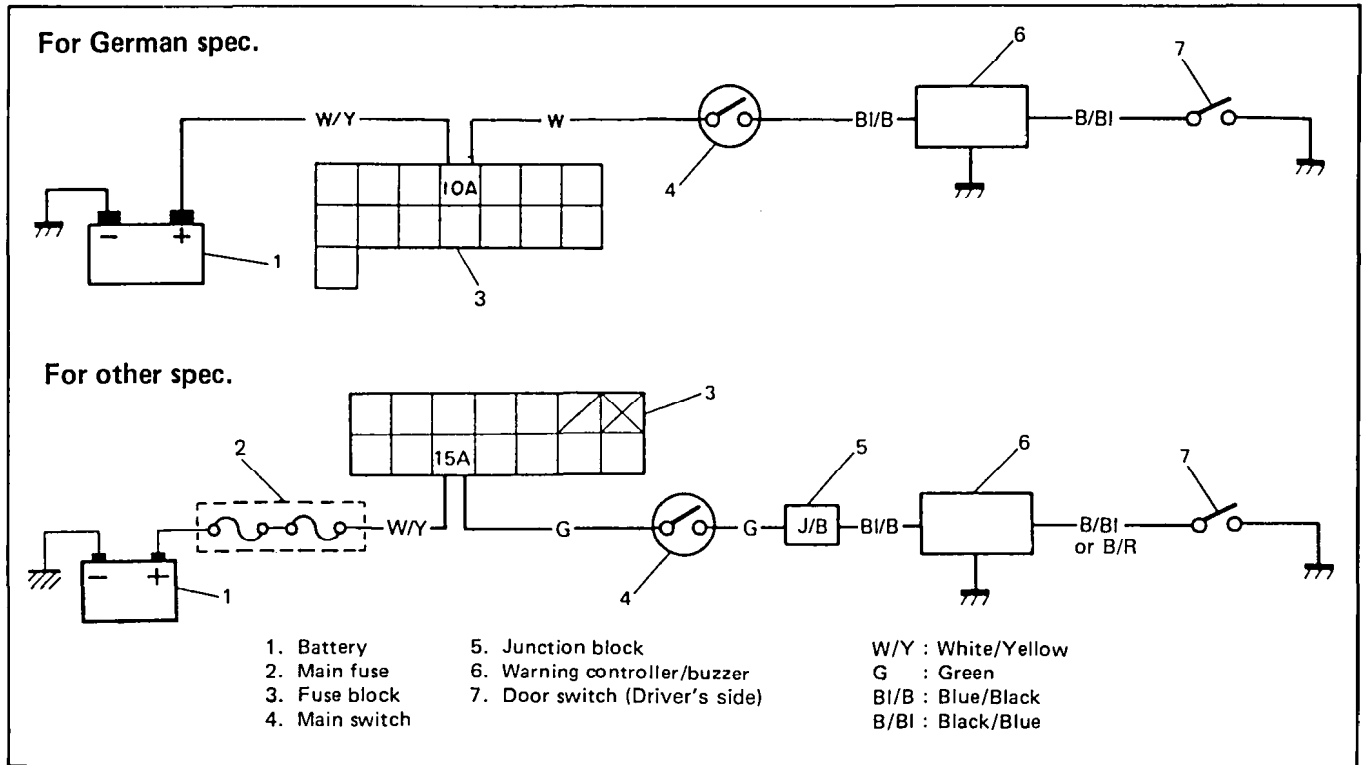 For German spec.
6
7
W/Y
W
Bl/B
B/Bl
10A
4
− +
1
3
For other spec.
3
2
15A
5
6
7
W/Y
G
G
J/B
Bl/B
B/Bl
or B/R
− +
1
4
1. Battery
2. Main fuse
3. Fuse block
4. Main switch
5. Junction block
6. Warning controller/buzzer
7. Door switch (Driver's side)
W/Y : White/Yellow
G : Green
Bl/B : Blue/Black
B/Bl : Black/Blue